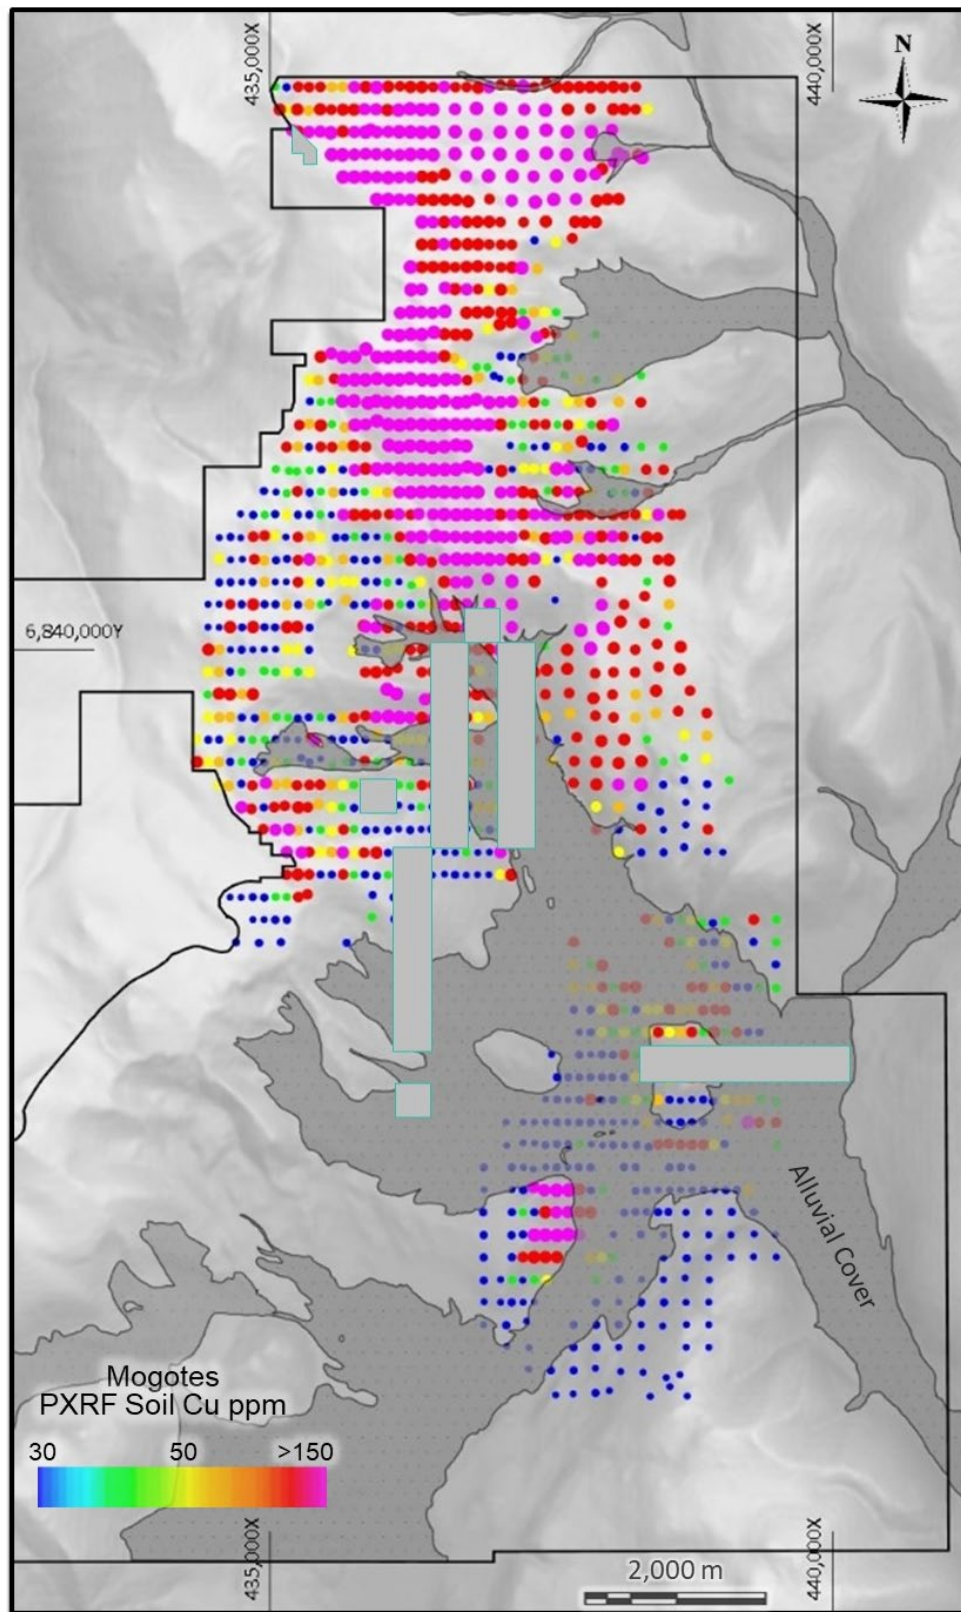 435,000X
440,000X
N
6,840,000Y
Alluvial Cover
Mogotes
PXRF Soil Cu ppm
30 50 >150
435,000X
440,000X
2,000 m